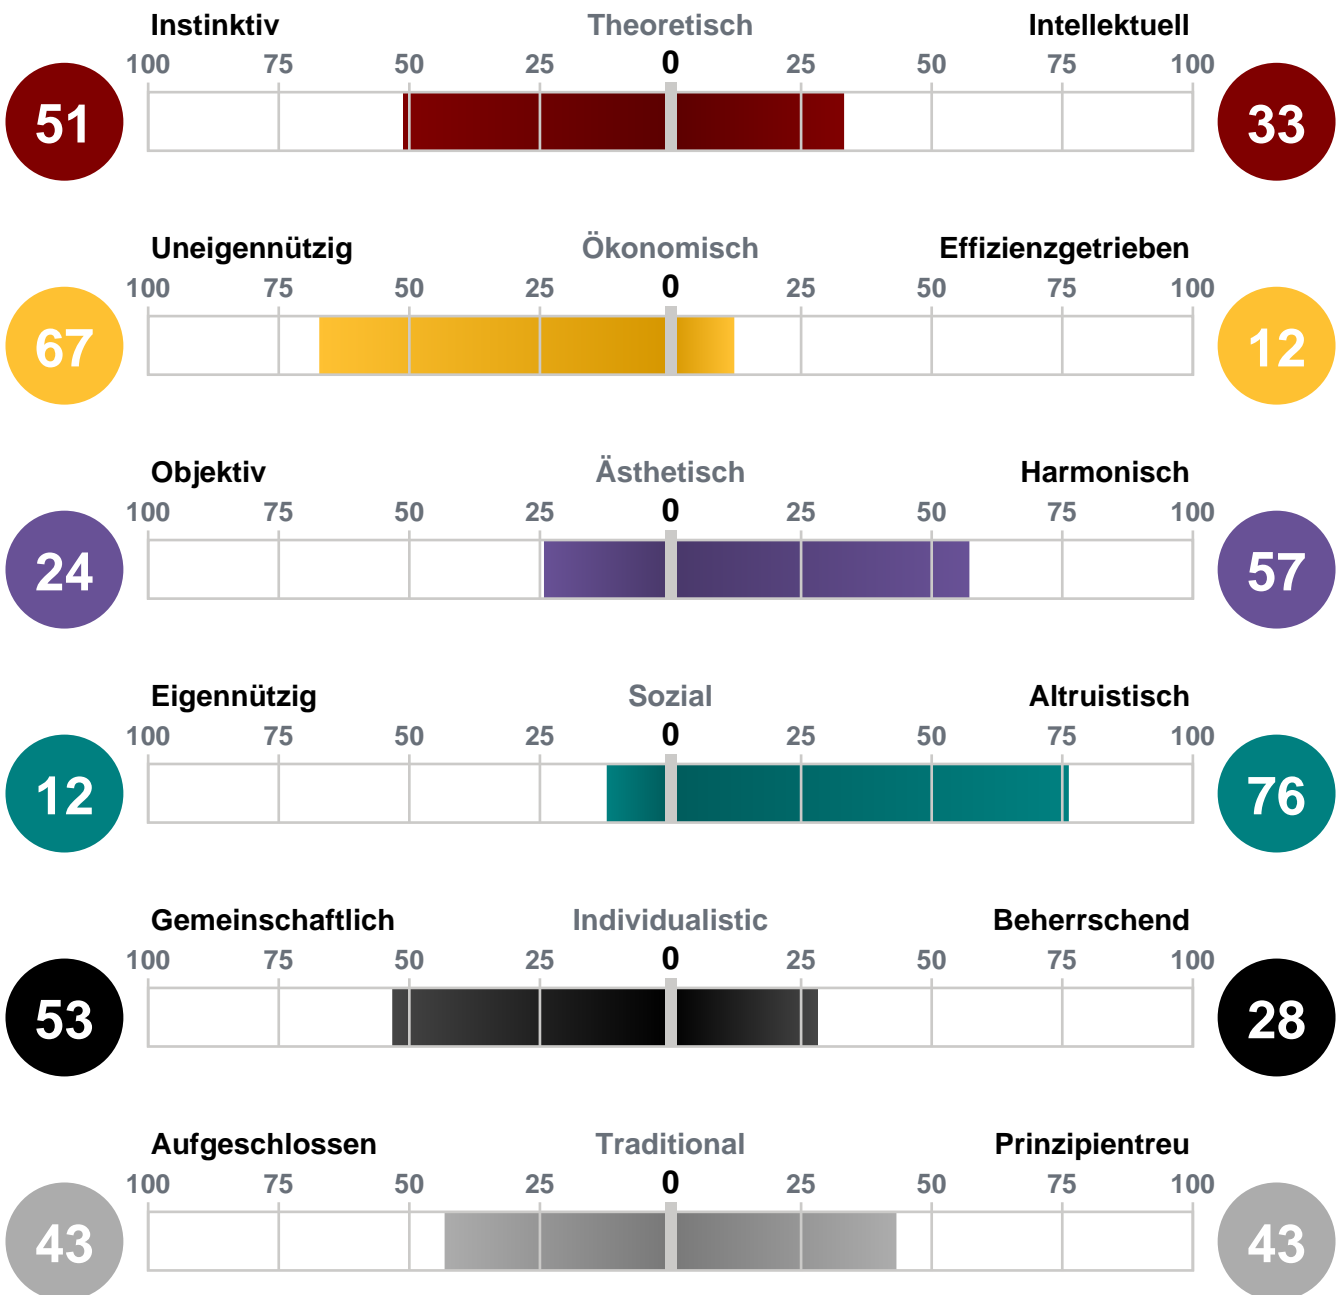 Instinktiv Theoretisch Intellektuell
100 75 50 25 0 25 50 75 100
51 33
Uneigennützig Ökonomisch Effizienzgetrieben
100 75 50 25 0 25 50 75 100
67 12
Objektiv Ästhetisch Harmonisch
100 75 50 25 0 25 50 75 100
24 57
Eigennützig Sozial Altruistisch
100 75 50 25 0 25 50 75 100
12 76
Gemeinschaftlich Individualistic Beherrschend
100 75 50 25 0 25 50 75 100
53 28
Aufgeschlossen Traditional Prinzipientreu
100 75 50 25 0 25 50 75 100
43 43